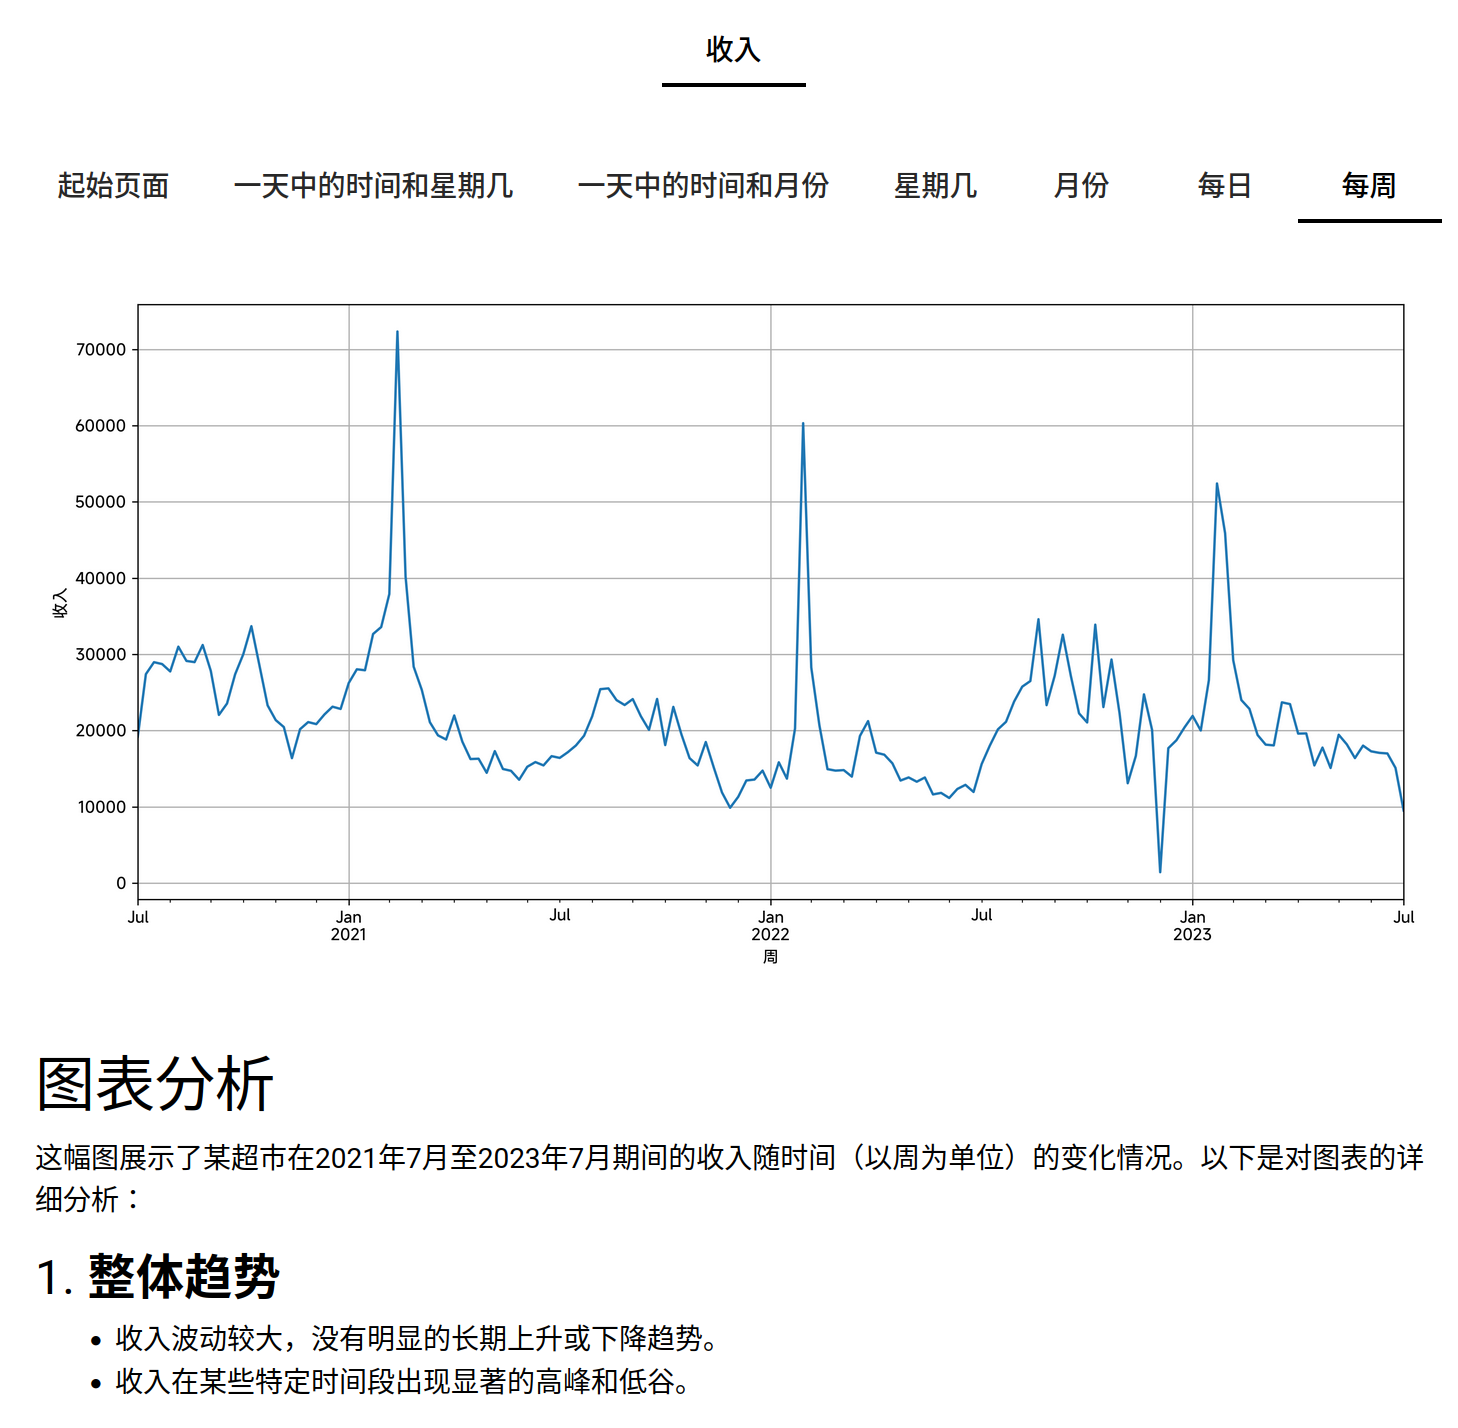 收入
起始页面 一天中的时间和星期几 一天中的时间和月份 星期几 月份 每日 每周
70000
60000
50000
40000
30000
20000
10000
0
收入
Jul Jan Jul Jan Jul Jan Jul
2021 2022 2023
周
图表分析
这幅图展示了某超市在2021年7月至2023年7月期间的收入随时间（以周为单位）的变化情况。以下是对图表的详
细分析：
1. 整体趋势
• 收入波动较大，没有明显的长期上升或下降趋势。
• 收入在某些特定时间段出现显著的高峰和低谷。